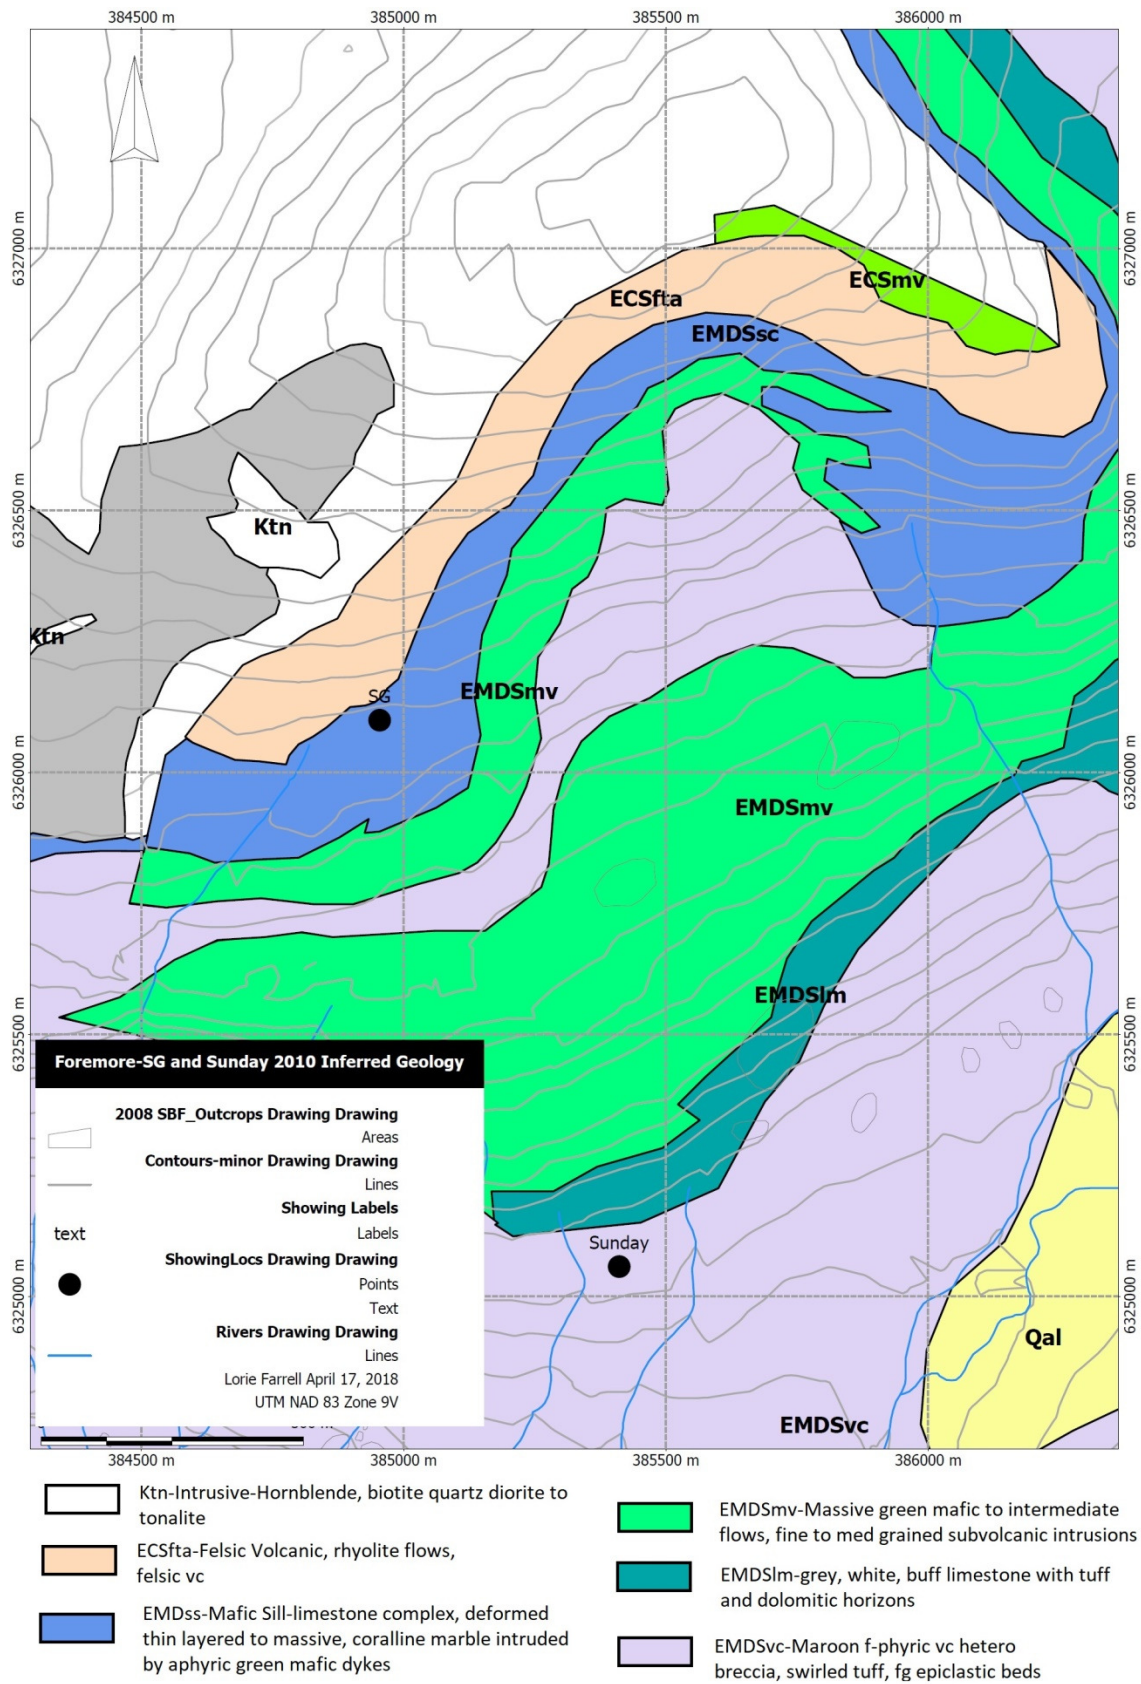 384500 m
385000 m
385500 m
386000 m
6327000 m
6327000 m
ECSmv
ECSfta
EMDSsc
6326500 m
6326500 m
Ktn
Ktn
SG
EMDSmv
6326000 m
6326000 m
EMDSmv
EMDSlm
6325500 m
6325500 m
Foremore-SG and Sunday 2010 Inferred Geology
2008 SBF_Outcrops Drawing Drawing
Areas
Contours-minor Drawing Drawing
Lines
Showing Labels
text
Labels
ShowingLocs Drawing Drawing
Points
Text
Rivers Drawing Drawing
Lines
Lorie Farrell April 17, 2018
UTM NAD 83 Zone 9V
Sunday
6325000 m
6325000 m
Qal
EMDSvc
384500 m
385000 m
385500 m
386000 m
Ktn-Intrusive-Hornblende, biotite quartz diorite to
tonalite
ECSfta-Felsic Volcanic, rhyolite flows,
felsic vc
EMDss-Mafic Sill-limestone complex, deformed
thin layered to massive, coralline marble intruded
by aphyric green mafic dykes
EMDSmv-Massive green mafic to intermediate
flows, fine to med grained subvolcanic intrusions
EMDSlm-grey, white, buff limestone with tuff
and dolomitic horizons
EMDSvc-Maroon f-phyric vc hetero
breccia, swirled tuff, fg epiclastic beds